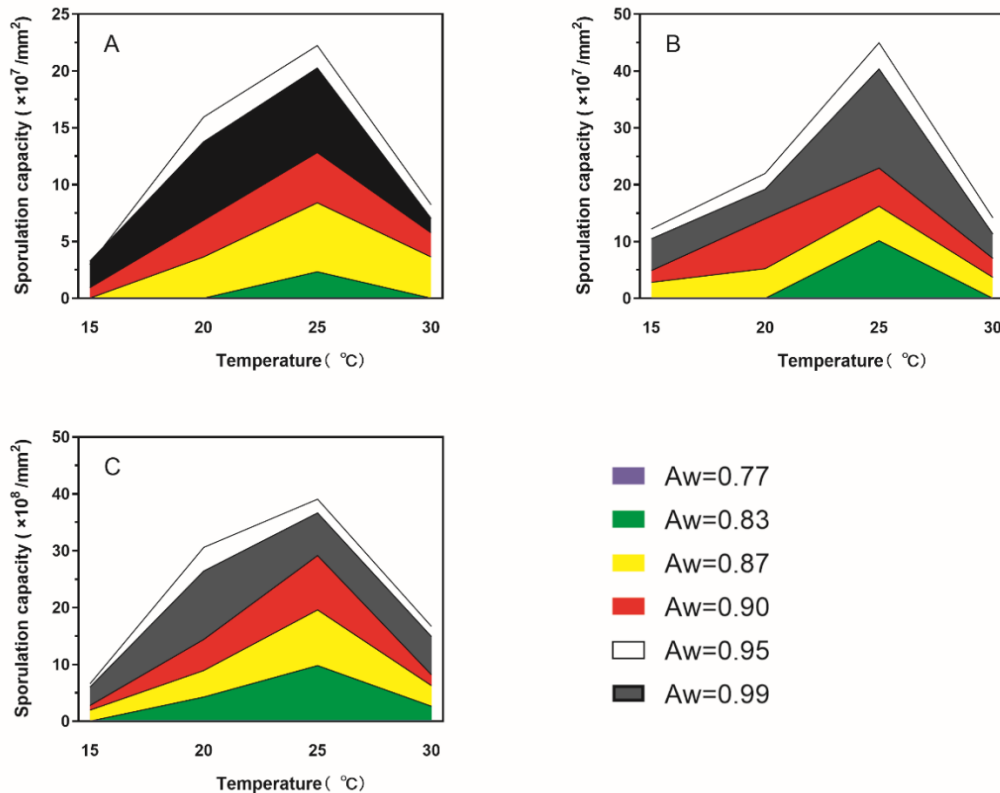 A
Sporulation capacity ( ×10⁷ /mm²)
25
20
15
10
5
0
15 20 25 30
Temperature( °C)
B
Sporulation capacity ( ×10⁷ /mm²)
50
40
30
20
10
0
15 20 25 30
Temperature( °C)
C
Sporulation capacity ( ×10⁸ /mm²)
50
40
30
20
10
0
15 20 25 30
Temperature( °C)
Aw=0.77
Aw=0.83
Aw=0.87
Aw=0.90
Aw=0.95
Aw=0.99